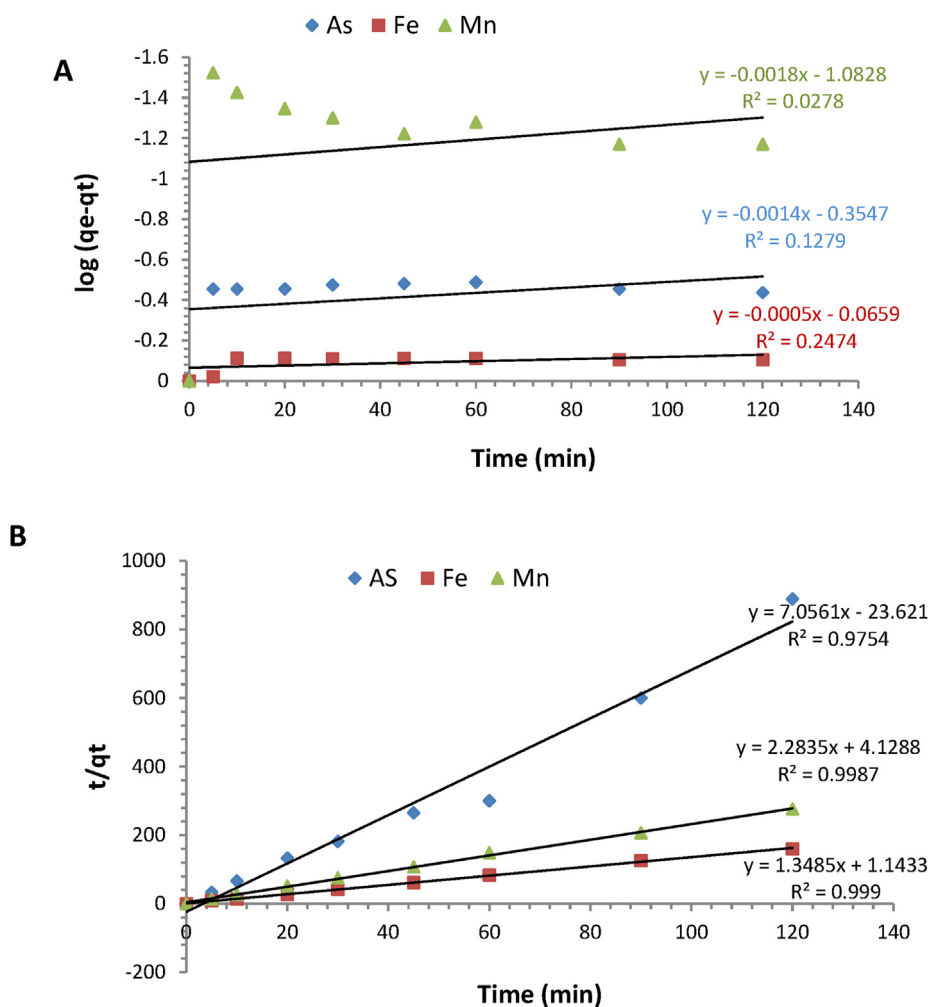 As Fe Mn
A
-1.6
-1.4
-1.2
-1
-0.8
-0.6
-0.4
-0.2
0
log (qe-qt)
y = -0.0018x - 1.0828
R² = 0.0278
y = -0.0014x - 0.3547
R² = 0.1279
y = -0.0005x - 0.0659
R² = 0.2474
0 20 40 60 80 100 120 140
Time (min)
B
1000
800
600
400
200
0
-200
t/qt
AS Fe Mn
y = 7.0561x - 23.621
R² = 0.9754
y = 2.2835x + 4.1288
R² = 0.9987
y = 1.3485x + 1.1433
R² = 0.999
0 20 40 60 80 100 120 140
Time (min)